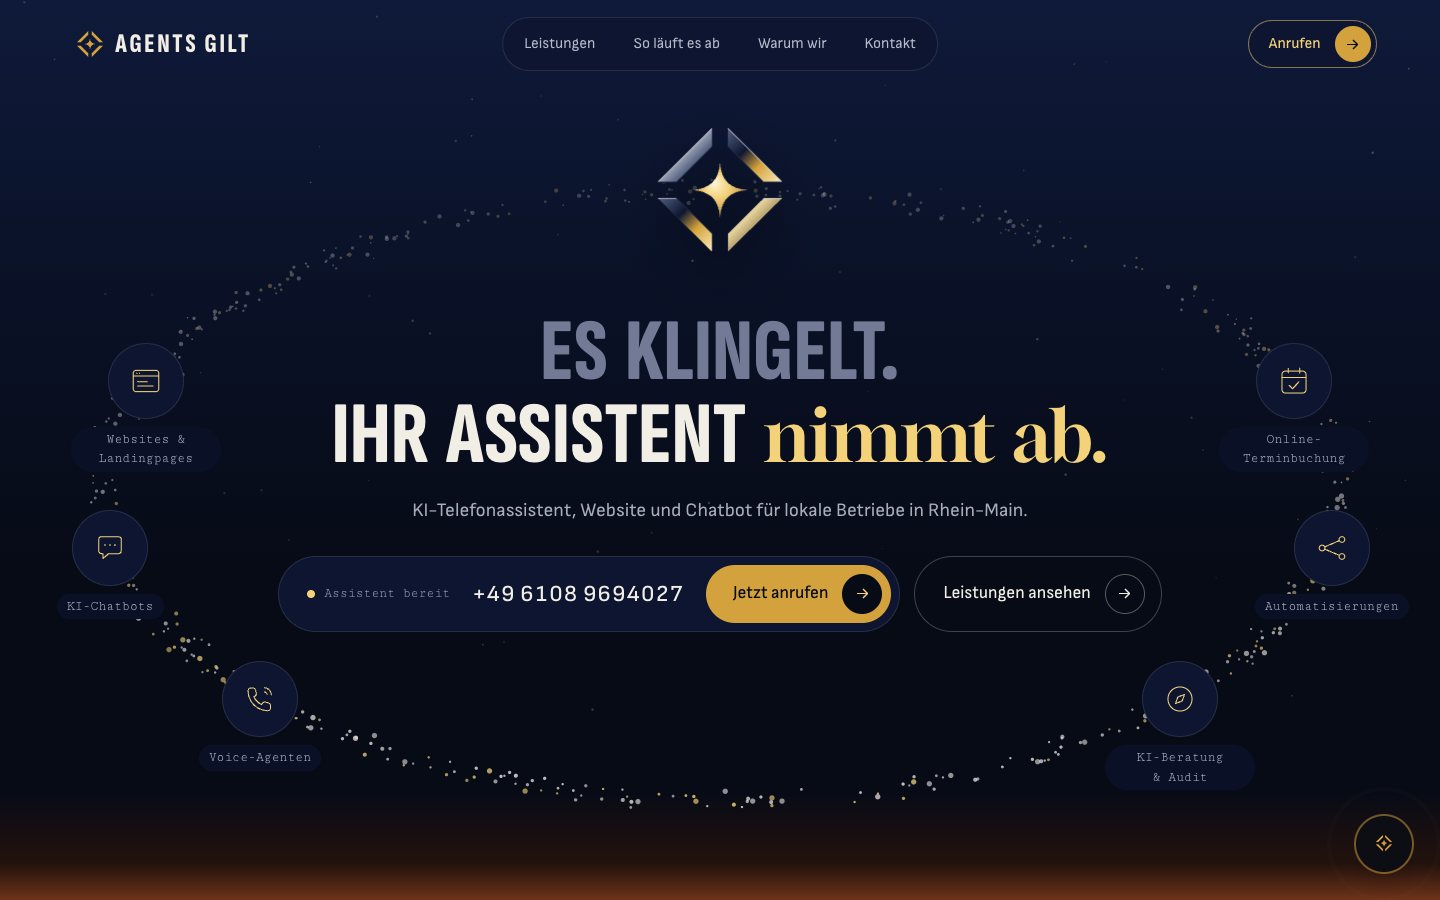 AGENTS GILT
Leistungen
So läuft es ab
Warum wir
Kontakt
Anrufen
ES KLINGELT.
IHR ASSISTENT nimmt ab.
KI-Telefonassistent, Website und Chatbot für lokale Betriebe in Rhein-Main.
Assistent bereit
+49 6108 9694027
Jetzt anrufen
Leistungen ansehen
Websites &
Landingpages
KI-Chatbots
Voice-Agenten
Online-
Terminbuchung
Automatisierungen
KI-Beratung
& Audit